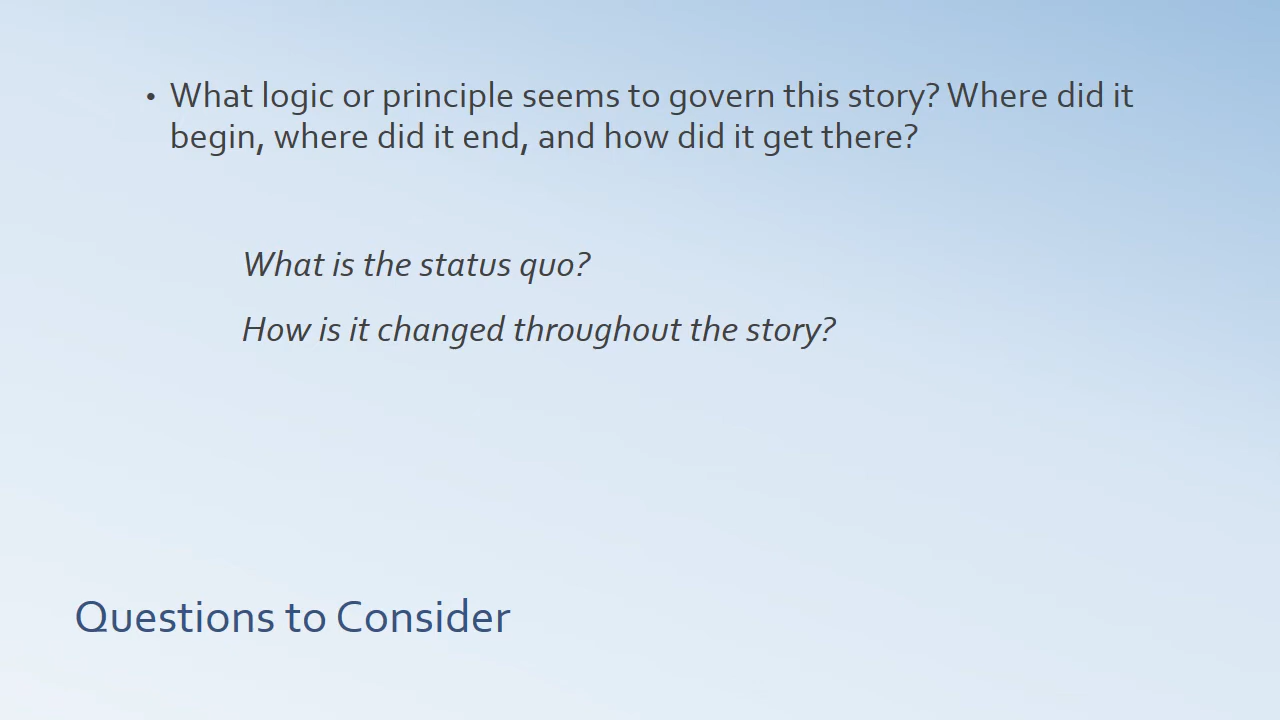 • What logic or principle seems to govern this story? Where did it
begin, where did it end, and how did it get there?
What is the status quo?
How is it changed throughout the story?
Questions to Consider